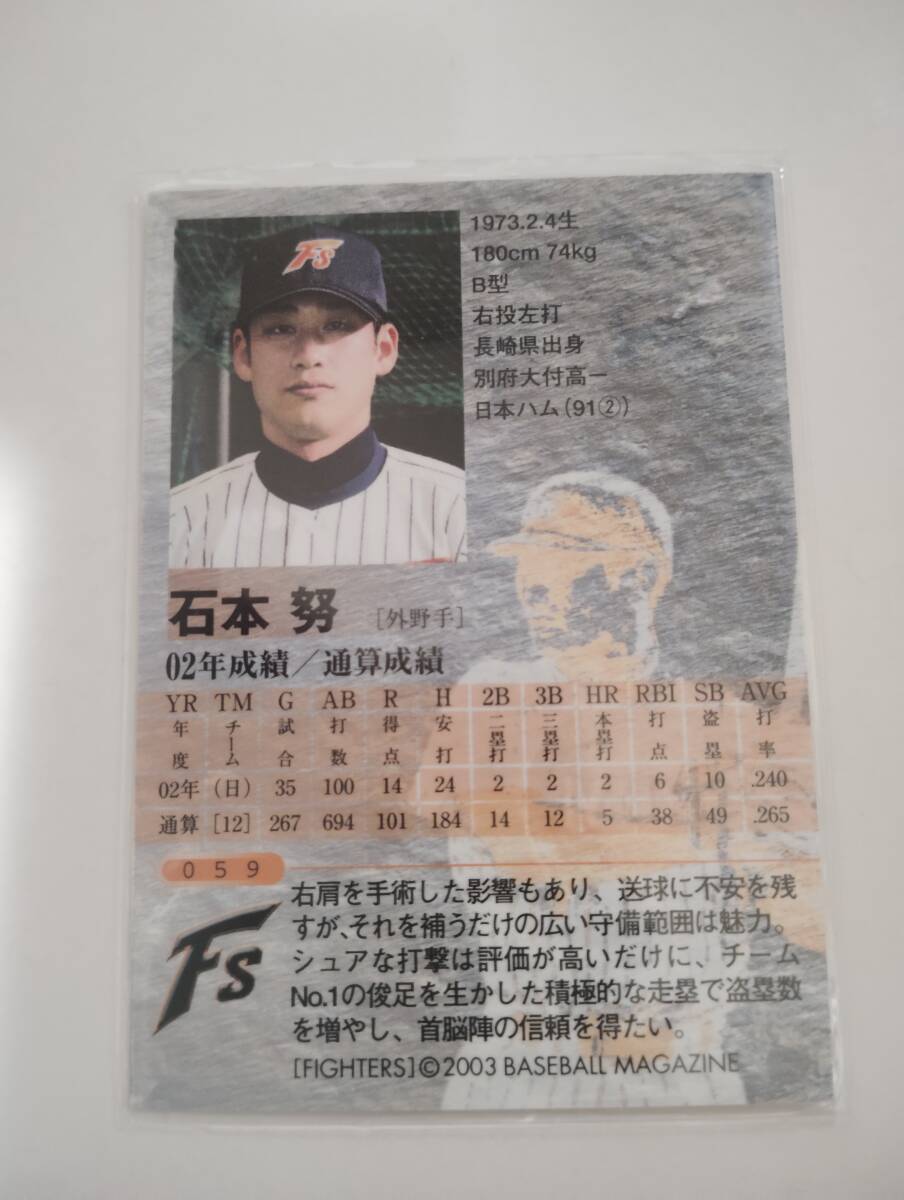 Fs
1973.2.4生
180cm 74kg
B型
右投左打
長崎県出身
別府大付高ー
日本ハム(91②)
石本 努 [外野手]
02年成績/通算成績
YR TM G AB R H 2B 3B HR RBI SB AVG
年度 チーム 試合 打数 得点 安打 二塁打 三塁打 本塁打 打点 盗塁 打率
02年 (日) 35 100 14 24 2 2 2 6 10 .240
通算 [12] 267 694 101 184 14 12 5 38 49 .265
059
右肩を手術した影響もあり、送球に不安を残
すが、それを補うだけの広い守備範囲は魅力。
シュアな打撃は評価が高いだけに、チーム
No.1の俊足を生かした積極的な走塁で盗塁数
を増やし、首脳陣の信頼を得たい。
Fs
[FIGHTERS]©2003 BASEBALL MAGAZINE